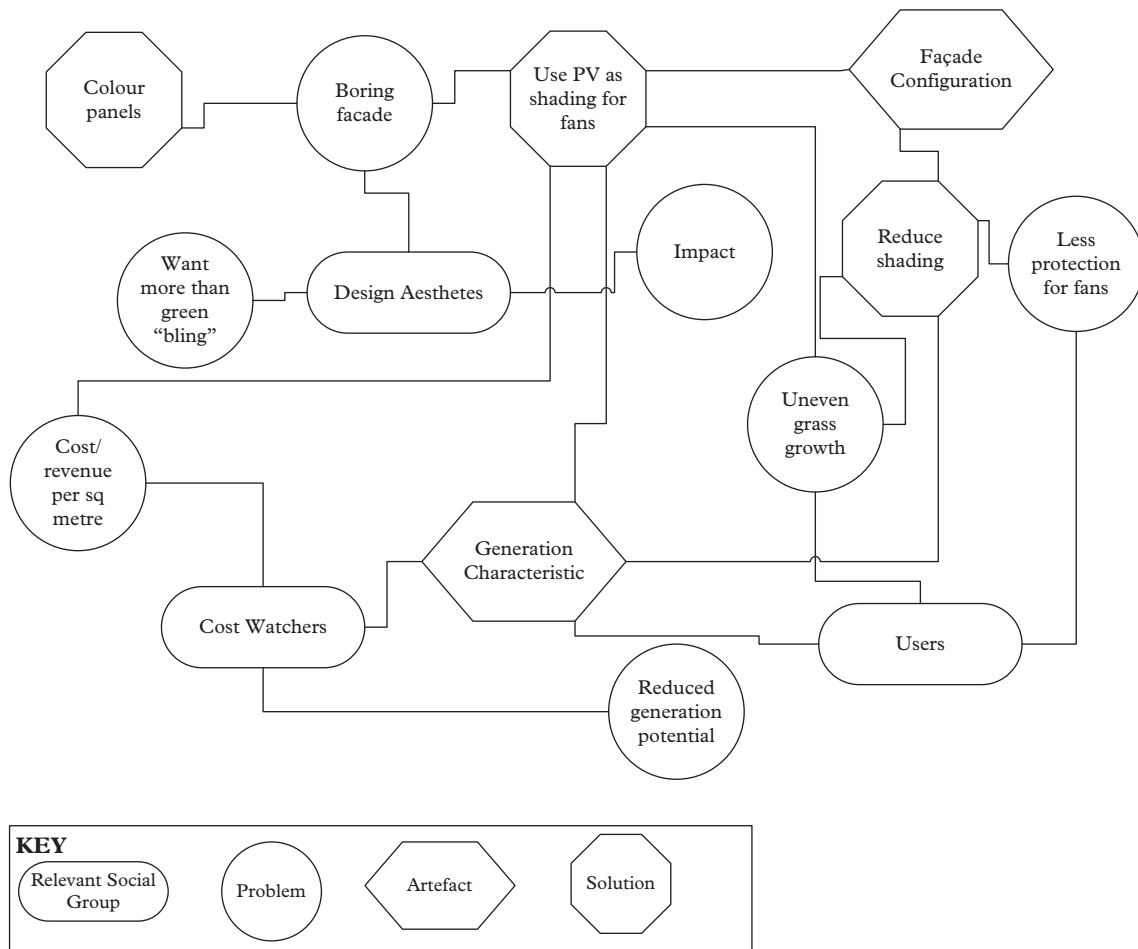 Colour
panels
Boring
facade
Use PV as
shading for
fans
Façade
Configuration
Want
more than
green
“bling”
Design Aesthetes
Impact
Reduce
shading
Less
protection
for fans
Cost/
revenue
per sq
metre
Uneven
grass
growth
Generation
Characteristic
Cost Watchers
Users
Reduced
generation
potential
KEY
Relevant Social
Group
Problem
Artefact
Solution